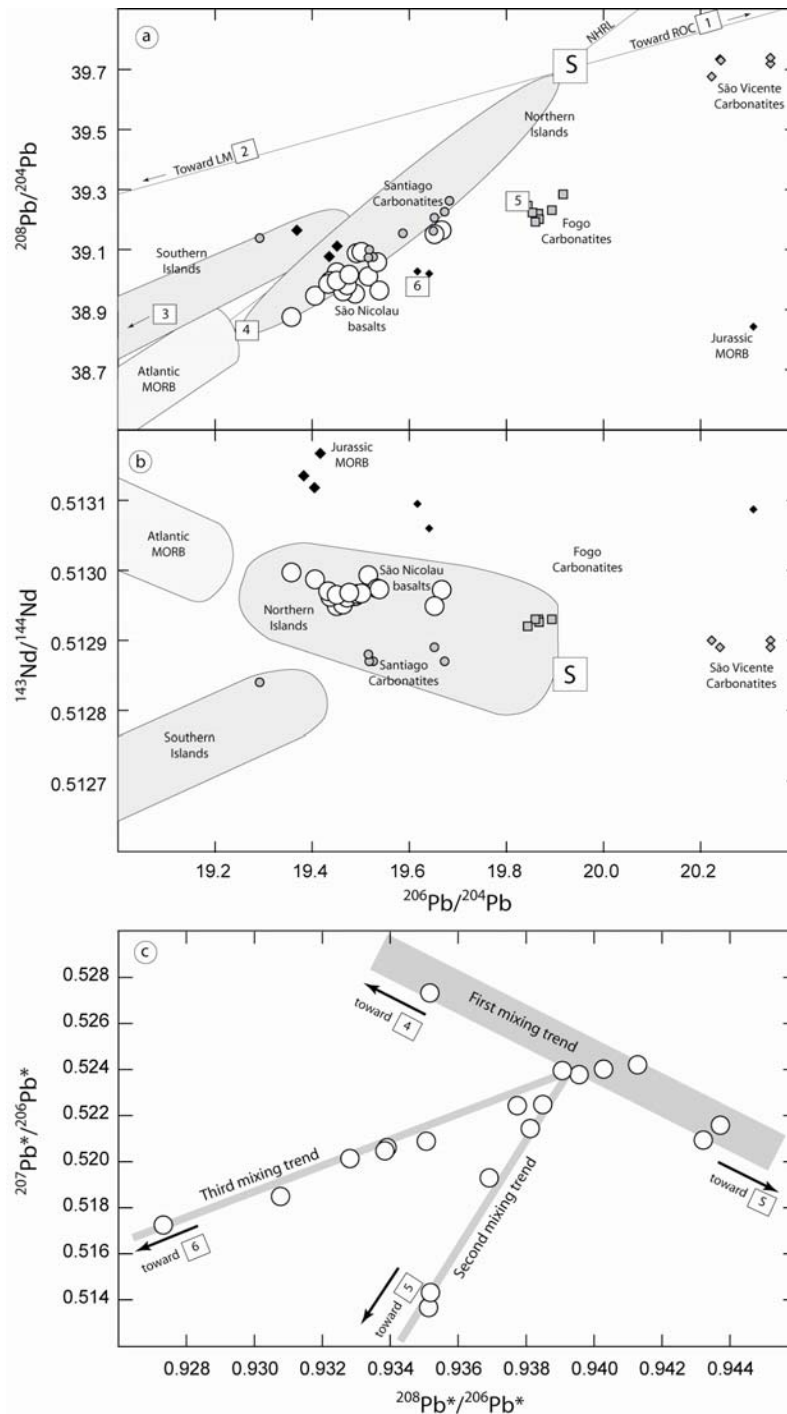 a
NHRL
Toward ROC
1
S
São Vicente
Carbonatites
39.7
39.5
39.3
39.1
38.9
38.7
²⁰⁸Pb/²⁰⁴Pb
Northern
Islands
Toward LM
2
Santiago
Carbonatites
5
Fogo
Carbonatites
Southern
Islands
6
3
4
São Nicolau
basalts
Jurassic
MORB
Atlantic
MORB
b
Jurassic
MORB
0.5131
0.5130
0.5129
0.5128
0.5127
¹⁴³Nd/¹⁴⁴Nd
Atlantic
MORB
São Nicolau
basalts
Fogo
Carbonatites
Northern
Islands
Santiago
Carbonatites
S
São Vicente
Carbonatites
Southern
Islands
19.2 19.4 19.6 19.8 20.0 20.2
²⁰⁶Pb/²⁰⁴Pb
c
0.528
0.526
0.524
0.522
0.520
0.518
0.516
0.514
²⁰⁷Pb*/²⁰⁶Pb*
toward 4
First mixing trend
toward 5
Third mixing trend
toward 6
Second mixing trend
toward 5
0.928 0.930 0.932 0.934 0.936 0.938 0.940 0.942 0.944
²⁰⁸Pb*/²⁰⁶Pb*